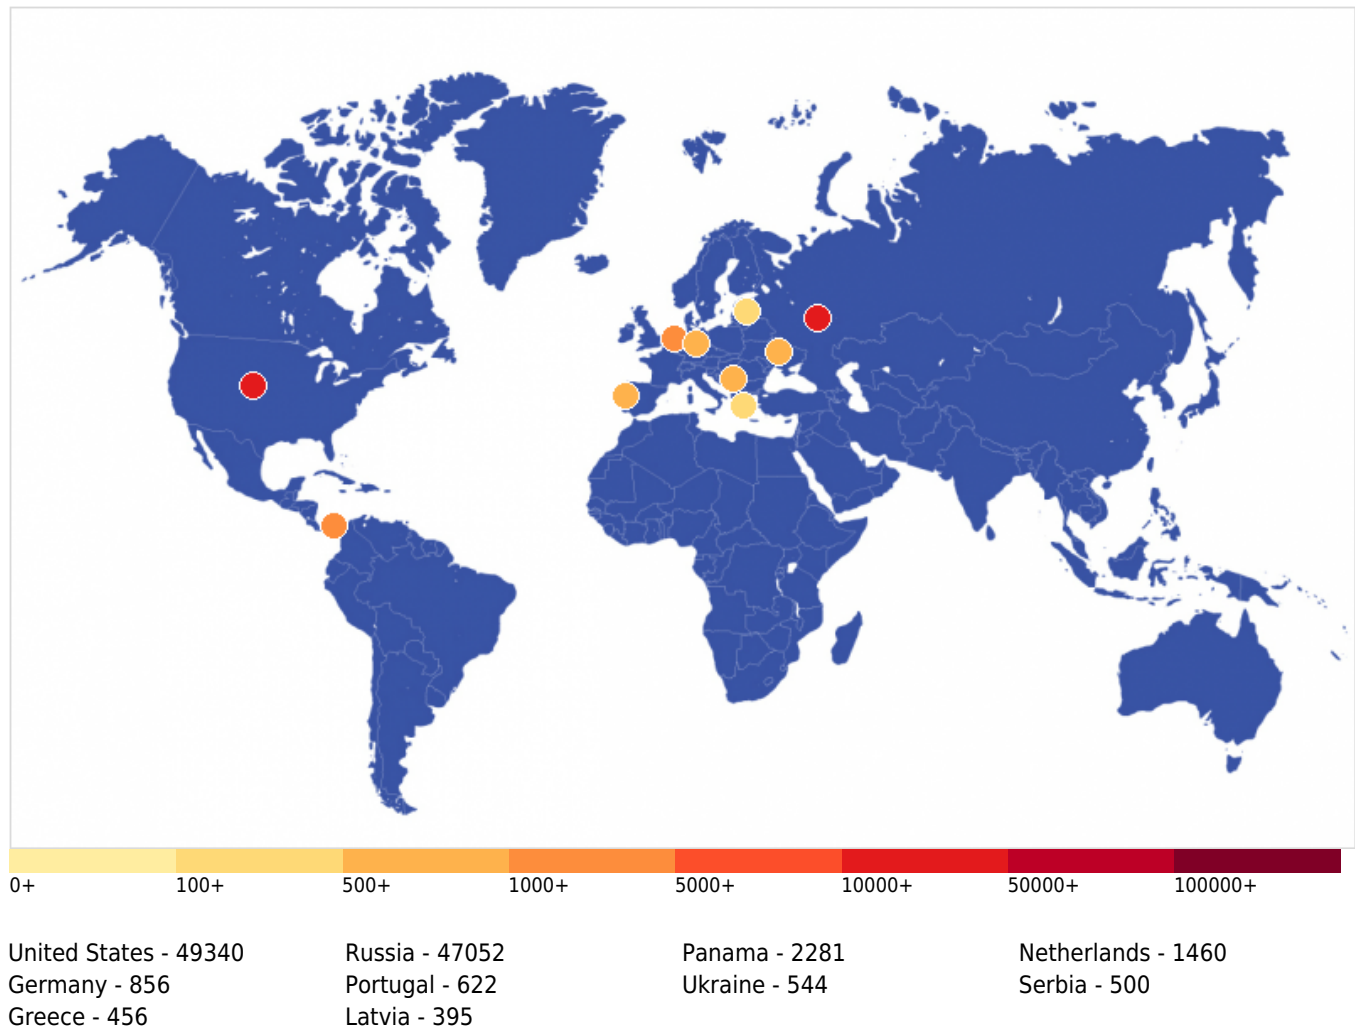 0+ 100+ 500+ 1000+ 5000+ 10000+ 50000+ 100000+
United States - 49340 Russia - 47052 Panama - 2281 Netherlands - 1460
Germany - 856 Portugal - 622 Ukraine - 544 Serbia - 500
Greece - 456 Latvia - 395